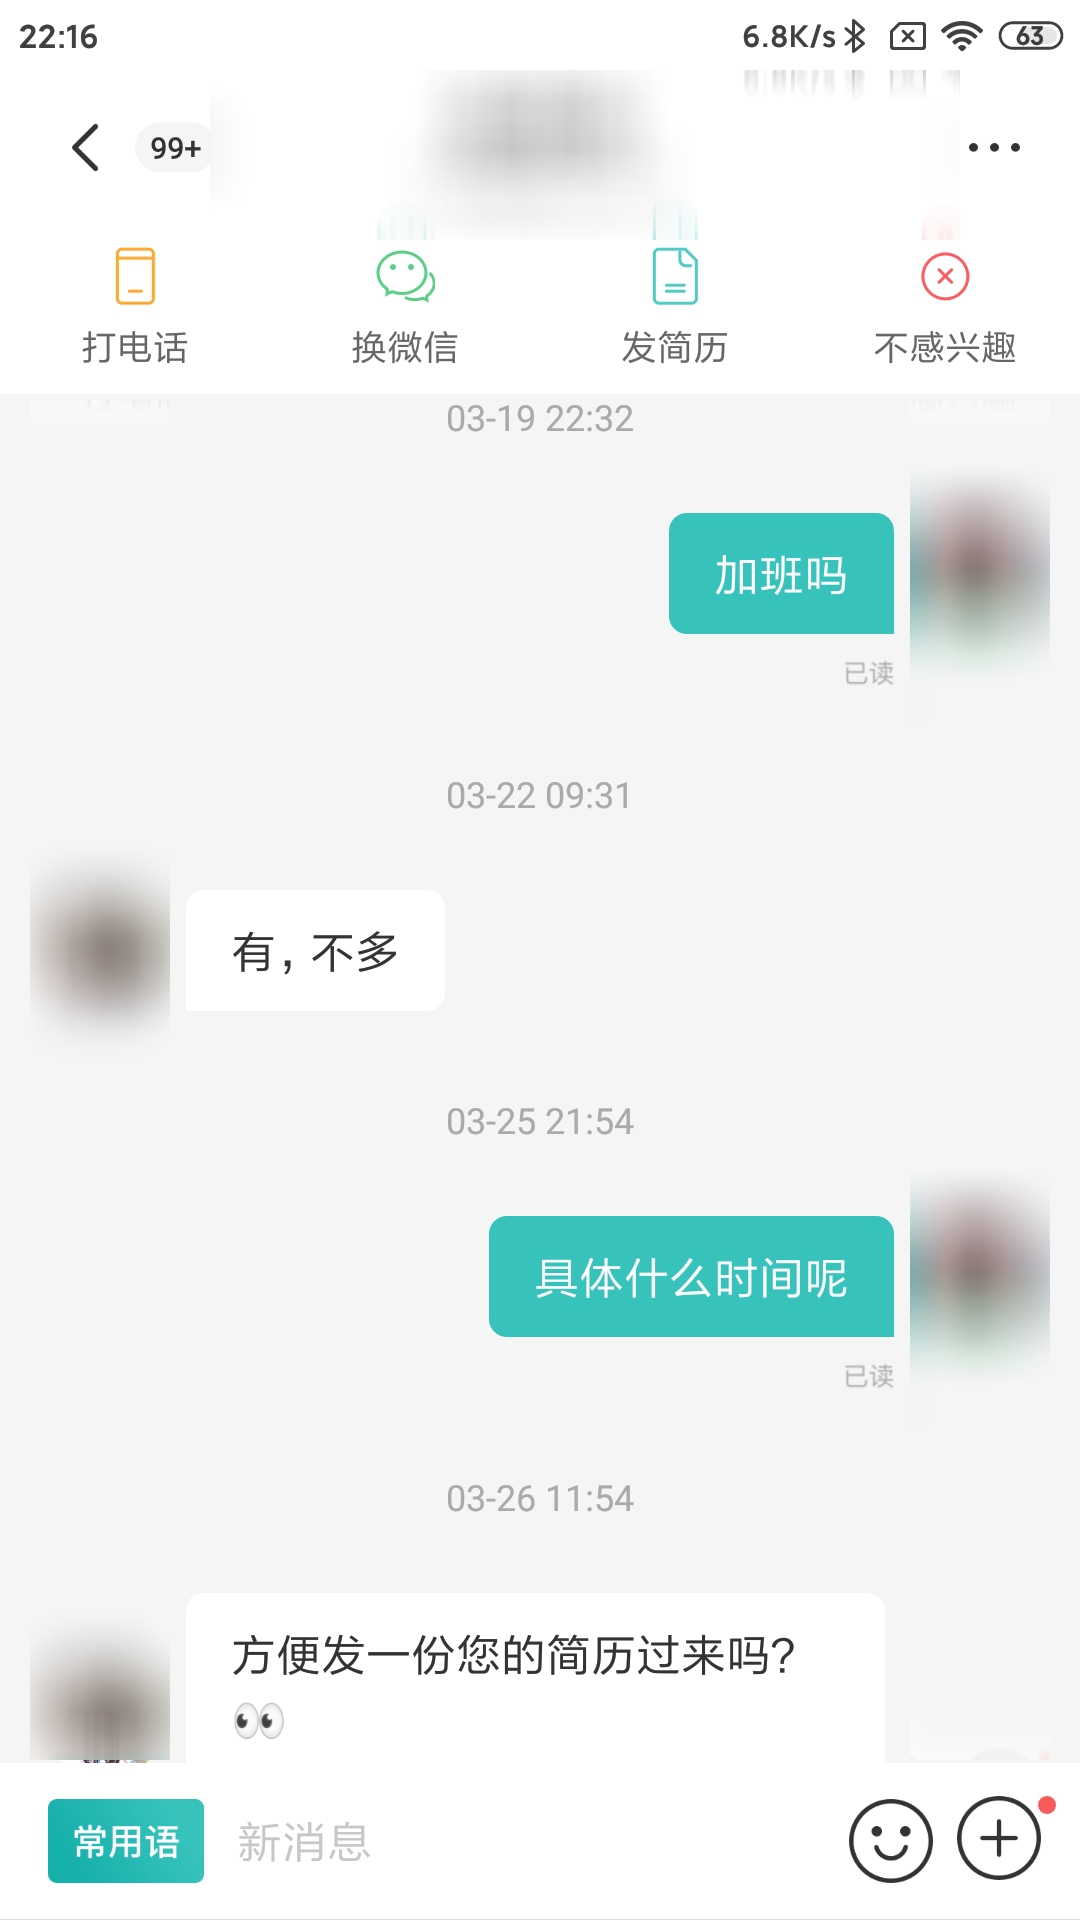 22:16 6.8K/s 63
99+
打电话 换微信 发简历 不感兴趣
03-19 22:32
加班吗
已读
03-22 09:31
有，不多
03-25 21:54
具体什么时间呢
已读
03-26 11:54
方便发一份您的简历过来吗?
👀
常用语 新消息